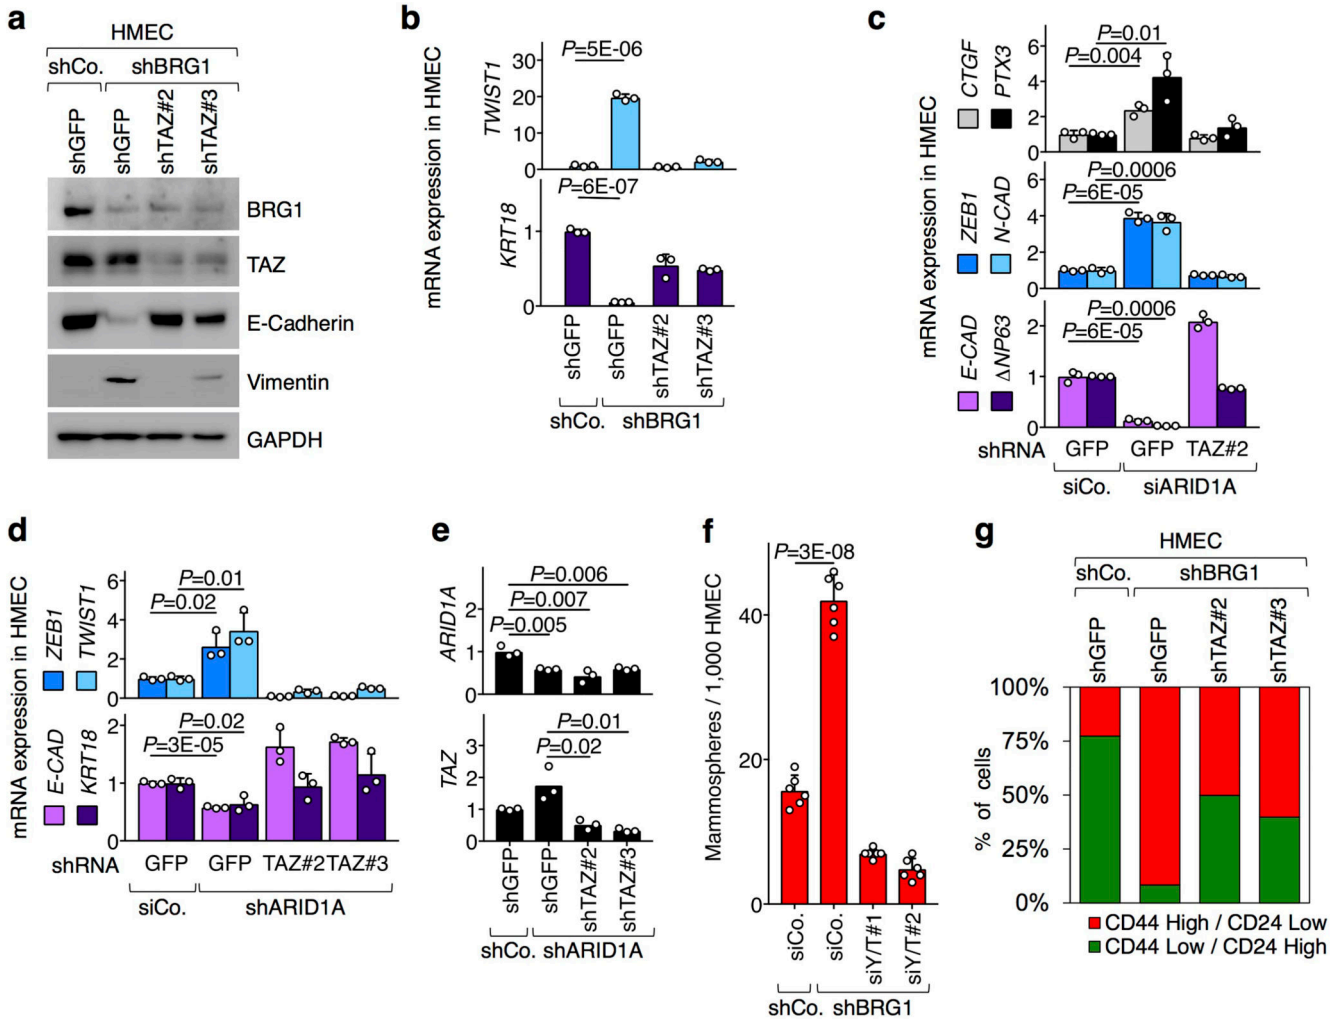 a
HMEC
shCo. shBRG1
shGFP
shGFP
shTAZ#2
shTAZ#3
BRG1
TAZ
E-Cadherin
Vimentin
GAPDH
b
mRNA expression in HMEC
TWIST1
P=5E-06
30
20
10
0
KRT18
P=6E-07
1
0
shGFP
shGFP
shTAZ#2
shTAZ#3
shCo. shBRG1
c
mRNA expression in HMEC
CTGF
PTX3
P=0.01
P=0.004
6
4
2
0
ZEB1
N-CAD
P=0.0006
P=6E-05
6
4
2
0
E-CAD
ΔNP63
P=0.0006
P=6E-05
2
1
0
shRNA GFP GFP TAZ#2
siCo. siARID1A
d
mRNA expression in HMEC
ZEB1
TWIST1
P=0.01
P=0.02
6
4
2
0
E-CAD
KRT18
P=0.02
P=3E-05
2
1
0
shRNA GFP GFP TAZ#2 TAZ#3
siCo. shARID1A
e
ARID1A
P=0.006
P=0.007
P=0.005
2
1
0
TAZ
P=0.01
P=0.02
3
2
1
0
shGFP
shGFP
shTAZ#2
shTAZ#3
shCo. shARID1A
f
Mammospheres / 1,000 HMEC
P=3E-08
40
20
0
siCo.
siCo.
siY/T#1
siY/T#2
shCo. shBRG1
g
HMEC
shCo. shBRG1
shGFP
shGFP
shTAZ#2
shTAZ#3
% of cells
100%
75%
50%
25%
0%
CD44 High / CD24 Low
CD44 Low / CD24 High